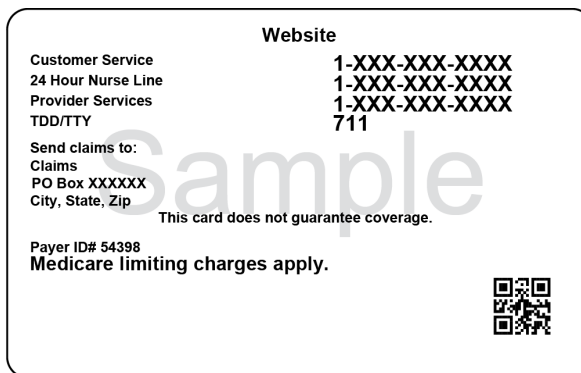 Website
Customer Service 1-XXX-XXX-XXXX
24 Hour Nurse Line 1-XXX-XXX-XXXX
Provider Services 1-XXX-XXX-XXXX
TDD/TTY 711
Send claims to:
Claims
PO Box XXXXXX
City, State, Zip
Sample
This card does not guarantee coverage.
Payer ID# 54398
Medicare limiting charges apply.